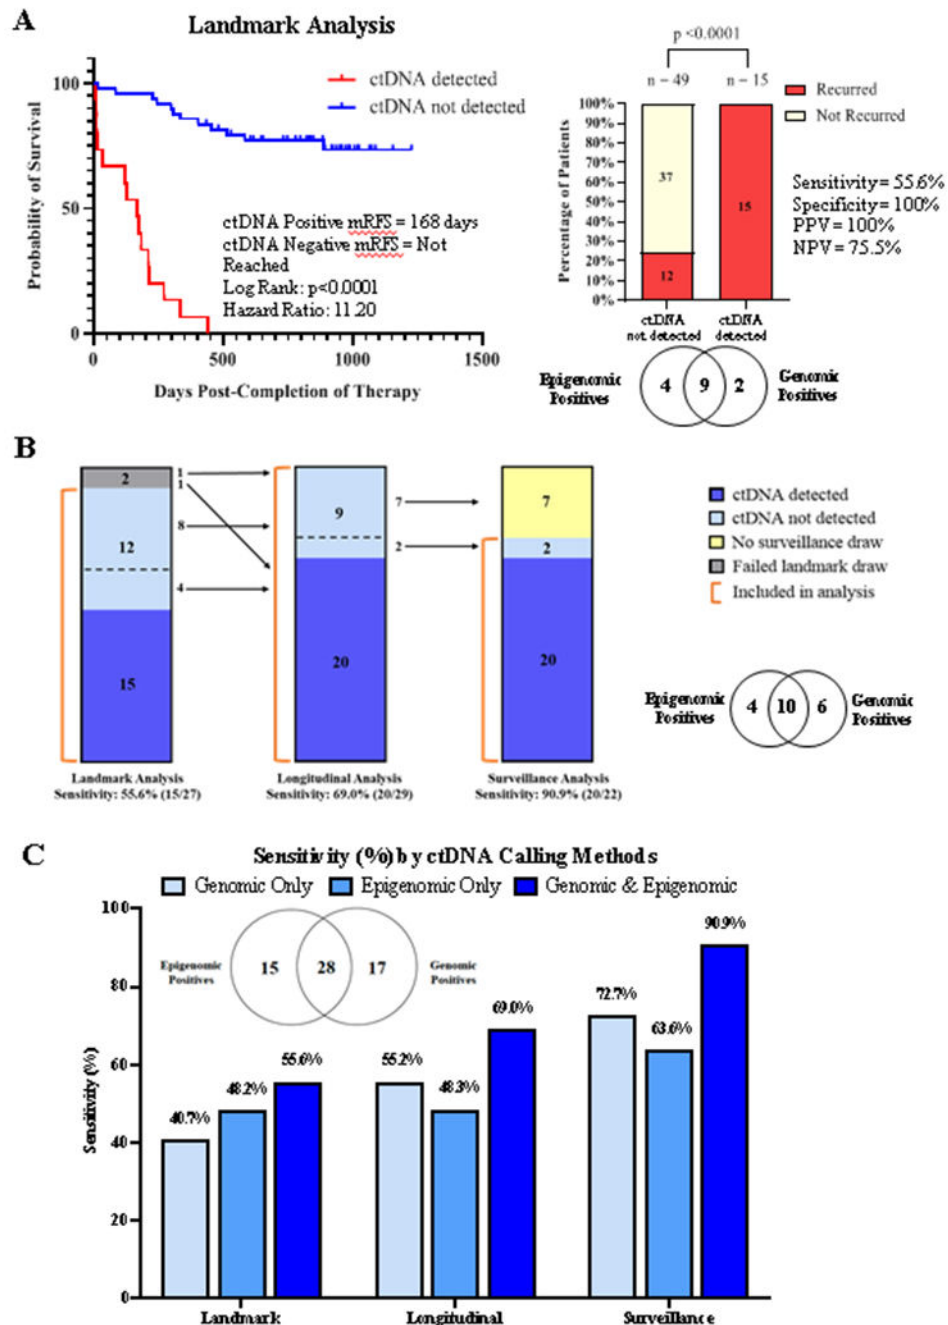 A
Landmark Analysis
ctDNA detected
ctDNA not detected
100
50
0
Probability of Survival
ctDNA Positive mRFS = 168 days
ctDNA Negative mRFS = Not
Reached
Log Rank: p<0.0001
Hazard Ratio: 11.20
0
500
1000
1500
Days Post-Completion of Therapy
p <0.0001
n – 49
n – 15
Recurred
Not Recurred
100%
90%
80%
70%
60%
50%
40%
30%
20%
10%
0%
Percentage of Patients
37
12
15
Sensitivity = 55.6%
Specificity = 100%
PPV = 100%
NPV = 75.5%
ctDNA
not detected
ctDNA
detected
Epigenomic
Positives
4
9
2
Genomic
Positives
B
2
12
15
1
1
8
4
9
20
7
2
7
2
20
ctDNA detected
ctDNA not detected
No surveillance draw
Failed landmark draw
Included in analysis
Epigenomic
Positives
4
10
6
Genomic
Positives
Landmark Analysis
Sensitivity: 55.6% (15/27)
Longitudinal Analysis
Sensitivity: 69.0% (20/29)
Surveillance Analysis
Sensitivity: 90.9% (20/22)
C
Sensitivity (%) by ctDNA Calling Methods
Genomic Only
Epigenomic Only
Genomic & Epigenomic
100
80
60
40
20
0
Sensitivity (%)
Epigenomic
Positives
15
28
17
Genomic
Positives
40.7%
48.2%
55.6%
55.2%
48.3%
69.0%
72.7%
63.6%
90.9%
Landmark
Longitudinal
Surveillance